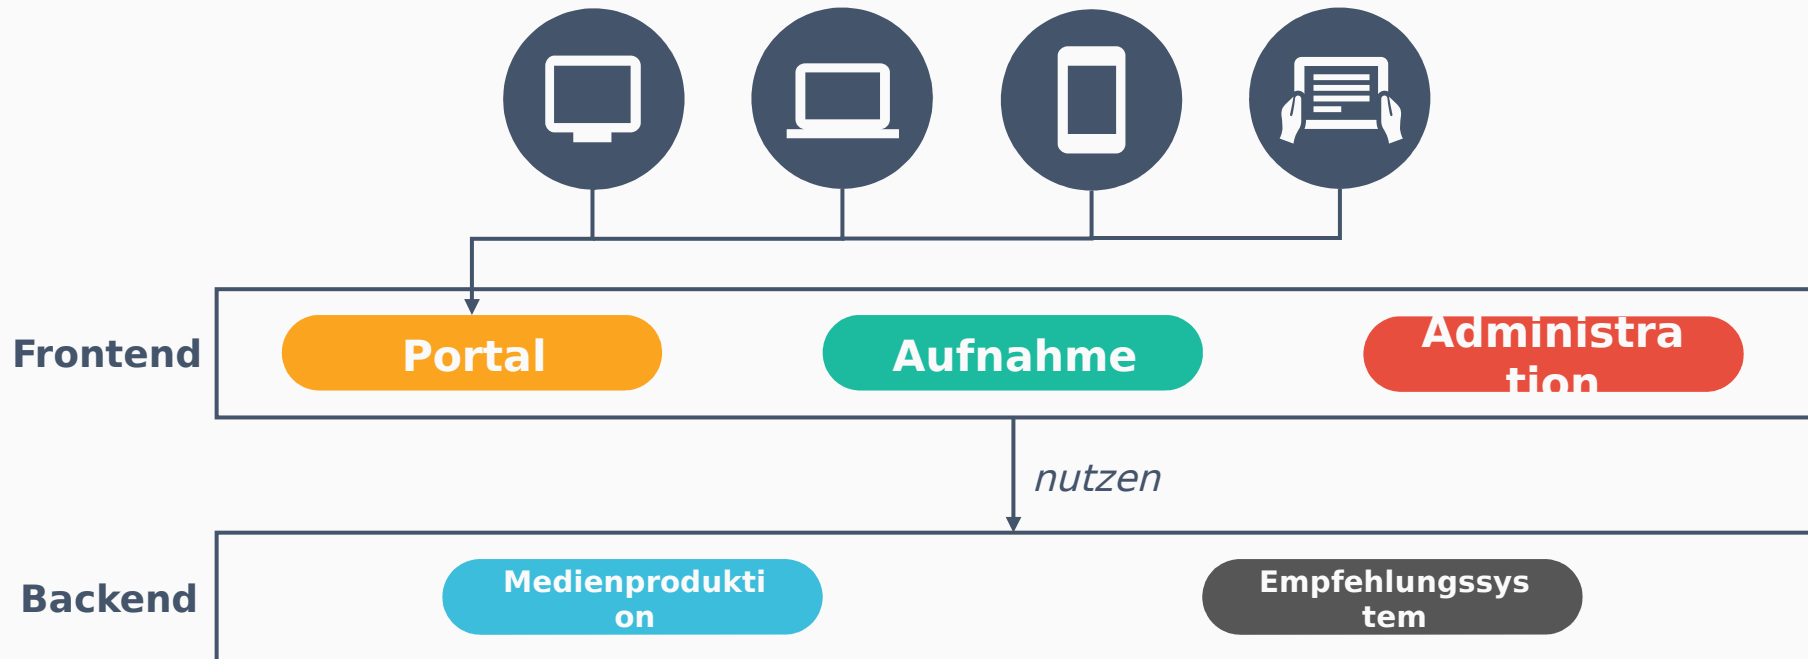 Frontend
Portal
Aufnahme
Administra
tion
nutzen
Backend
Medienprodukti
on
Empfehlungssys
tem